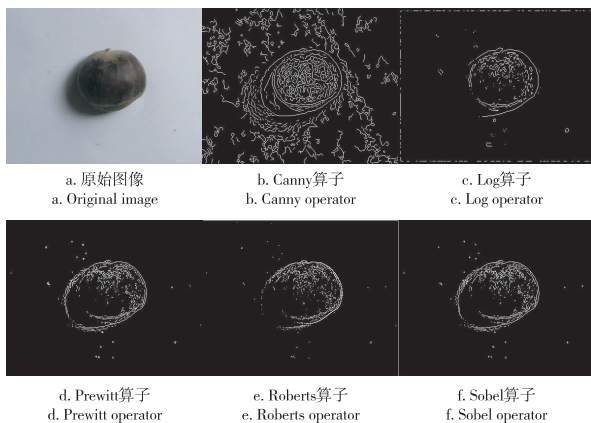 a. 原始图像
a. Original image
b. Canny算子
b. Canny operator
c. Log算子
c. Log operator
d. Prewitt算子
d. Prewitt operator
e. Roberts算子
e. Roberts operator
f. Sobel算子
f. Sobel operator